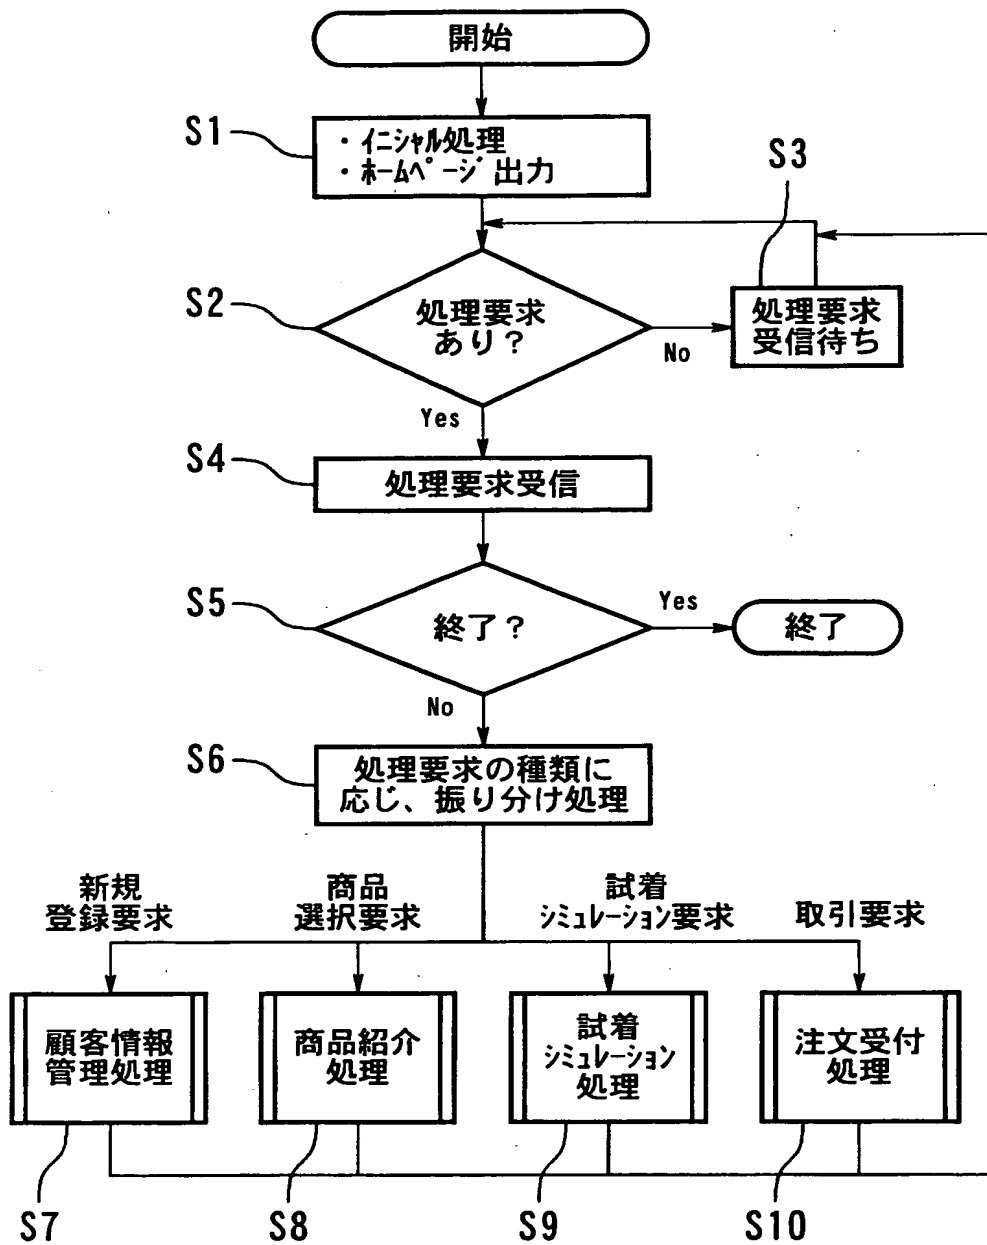 開始
S1
・ｲﾆｼｬﾙ処理
・ﾎｰﾑﾍﾟｰｼﾞ出力
S3
S2
処理要求
あり？
処理要求
受信待ち
No
Yes
S4
処理要求受信
S5
終了？
Yes
終了
No
S6
処理要求の種類に
応じ、振り分け処理
新規
登録要求
商品
選択要求
試着
ｼﾐｭﾚｰｼｮﾝ要求
取引要求
顧客情報
管理処理
商品紹介
処理
試着
ｼﾐｭﾚｰｼｮﾝ
処理
注文受付
処理
S7
S8
S9
S10